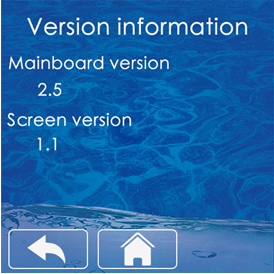 Version information
Mainboard version
2.5
Screen version
1.1